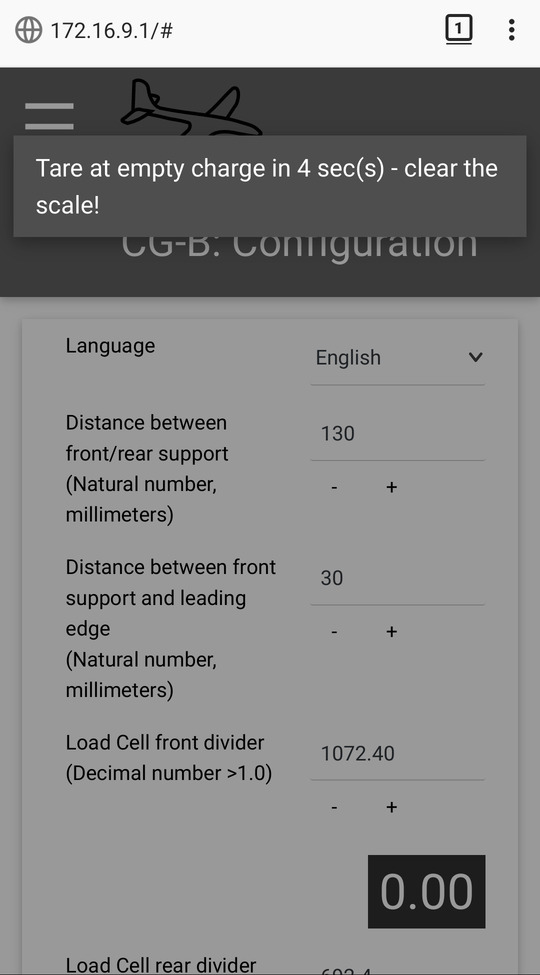 172.16.9.1/#
1
Tare at empty charge in 4 sec(s) - clear the
scale!
CG-B: Configuration
Language
English
Distance between
front/rear support
(Natural number,
millimeters)
130
- +
Distance between front
support and leading
edge
(Natural number,
millimeters)
30
- +
Load Cell front divider
(Decimal number >1.0)
1072.40
- +
0.00
Load Cell rear divider